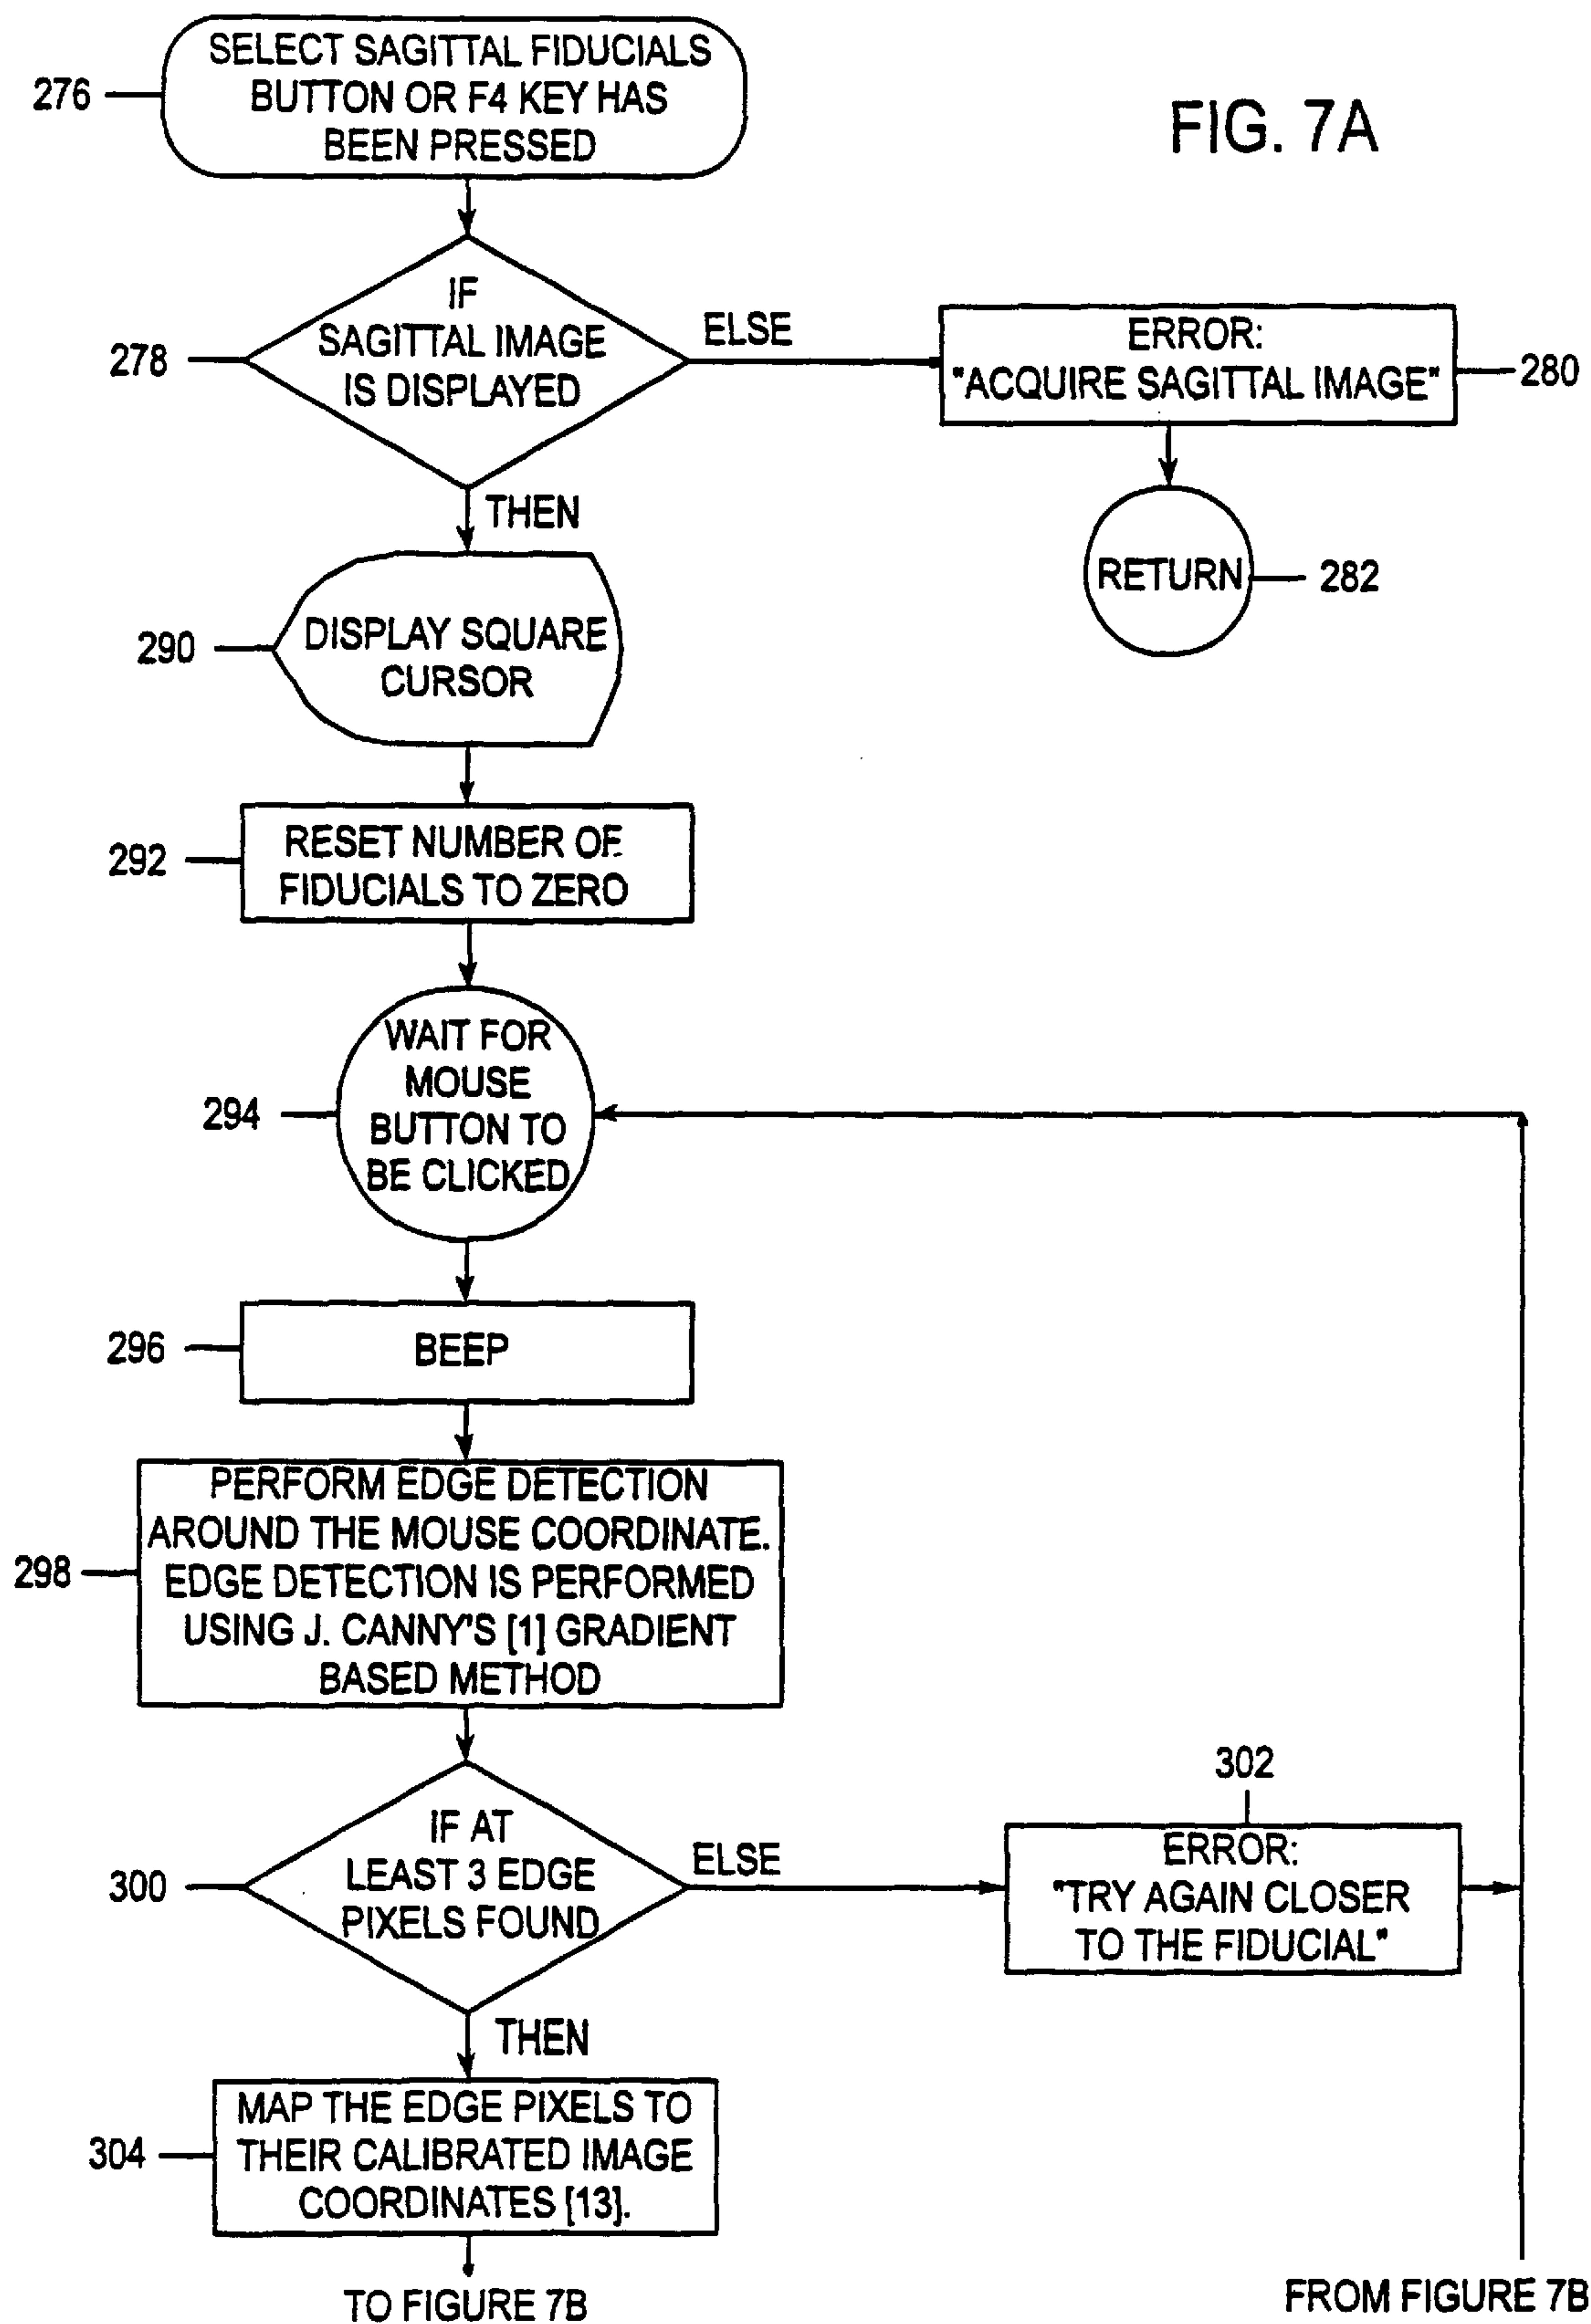 SELECT SAGITTAL FIDUCIALS
BUTTON OR F4 KEY HAS
BEEN PRESSED
276
FIG. 7A
IF
SAGITTAL IMAGE
IS DISPLAYED
278
ELSE
ERROR:
"ACQUIRE SAGITTAL IMAGE"
280
THEN
RETURN
282
DISPLAY SQUARE
CURSOR
290
RESET NUMBER OF
FIDUCIALS TO ZERO
292
WAIT FOR
MOUSE
BUTTON TO
BE CLICKED
294
BEEP
296
PERFORM EDGE DETECTION
AROUND THE MOUSE COORDINATE.
EDGE DETECTION IS PERFORMED
USING J. CANNY'S [1] GRADIENT
BASED METHOD
298
IF AT
LEAST 3 EDGE
PIXELS FOUND
300
ELSE
302
ERROR:
"TRY AGAIN CLOSER
TO THE FIDUCIAL"
THEN
MAP THE EDGE PIXELS TO
THEIR CALIBRATED IMAGE
COORDINATES [13].
304
TO FIGURE 7B
FROM FIGURE 7B